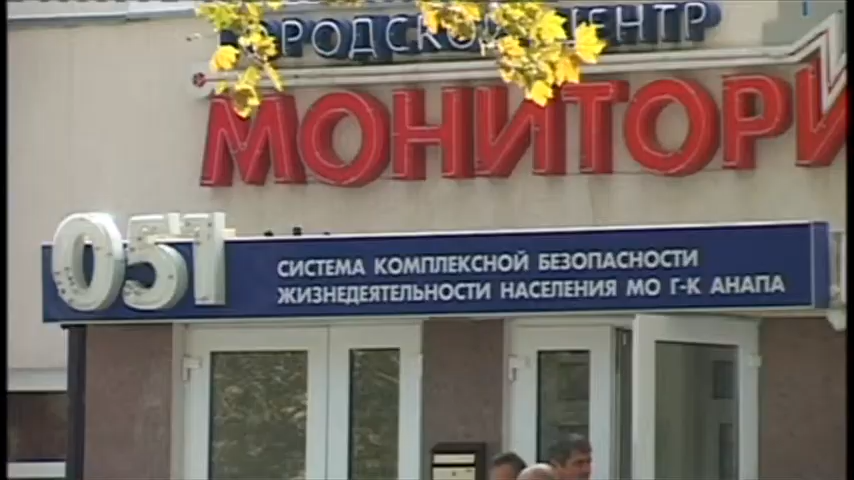 ГОРОДСКОЙ ЦЕНТР
МОНИТОРИ
051
СИСТЕМА КОМПЛЕКСНОЙ БЕЗОПАСНОСТИ
ЖИЗНЕДЕЯТЕЛЬНОСТИ НАСЕЛЕНИЯ МО Г-К АНАПА